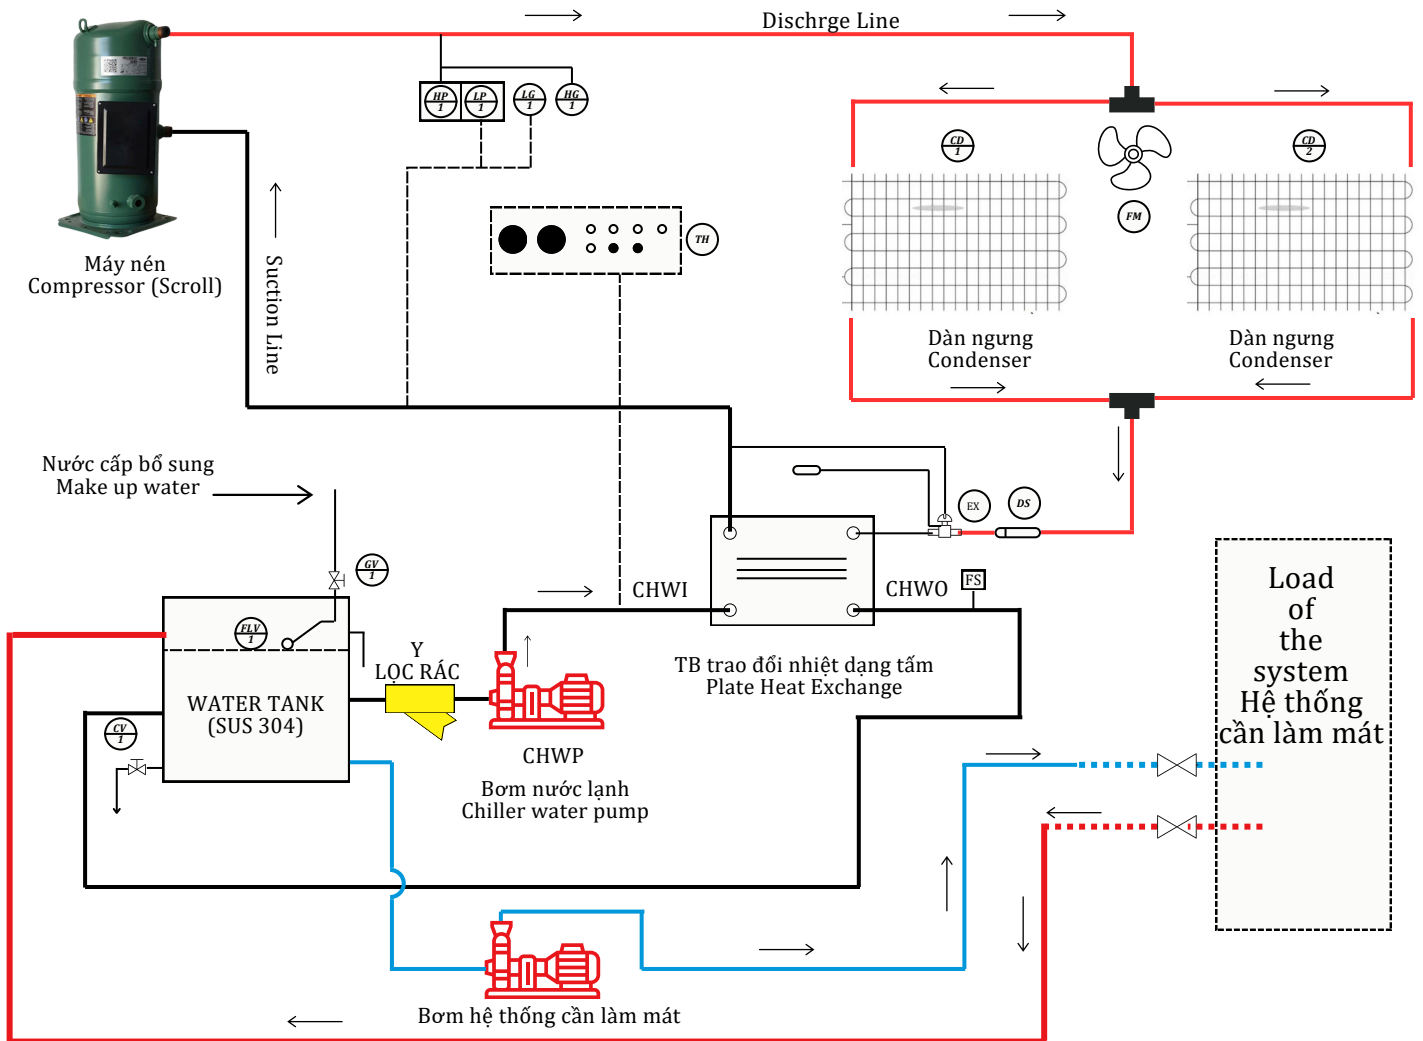 Dischrge Line
HP
1
LP
1
LG
1
HG
1
CD
1
CD
2
FM
TH
Máy nén
Compressor (Scroll)
Suction Line
Dàn ngưng
Condenser
Dàn ngưng
Condenser
Nước cấp bổ sung
Make up water
EX
DS
GV
1
CHWI
CHWO
FS
FLV
1
Y
LỌC RÁC
TB trao đổi nhiệt dạng tấm
Plate Heat Exchange
Load
of
the
system
Hệ thống
cần làm mát
WATER TANK
(SUS 304)
CV
1
CHWP
Bơm nước lạnh
Chiller water pump
Bơm hệ thống cần làm mát